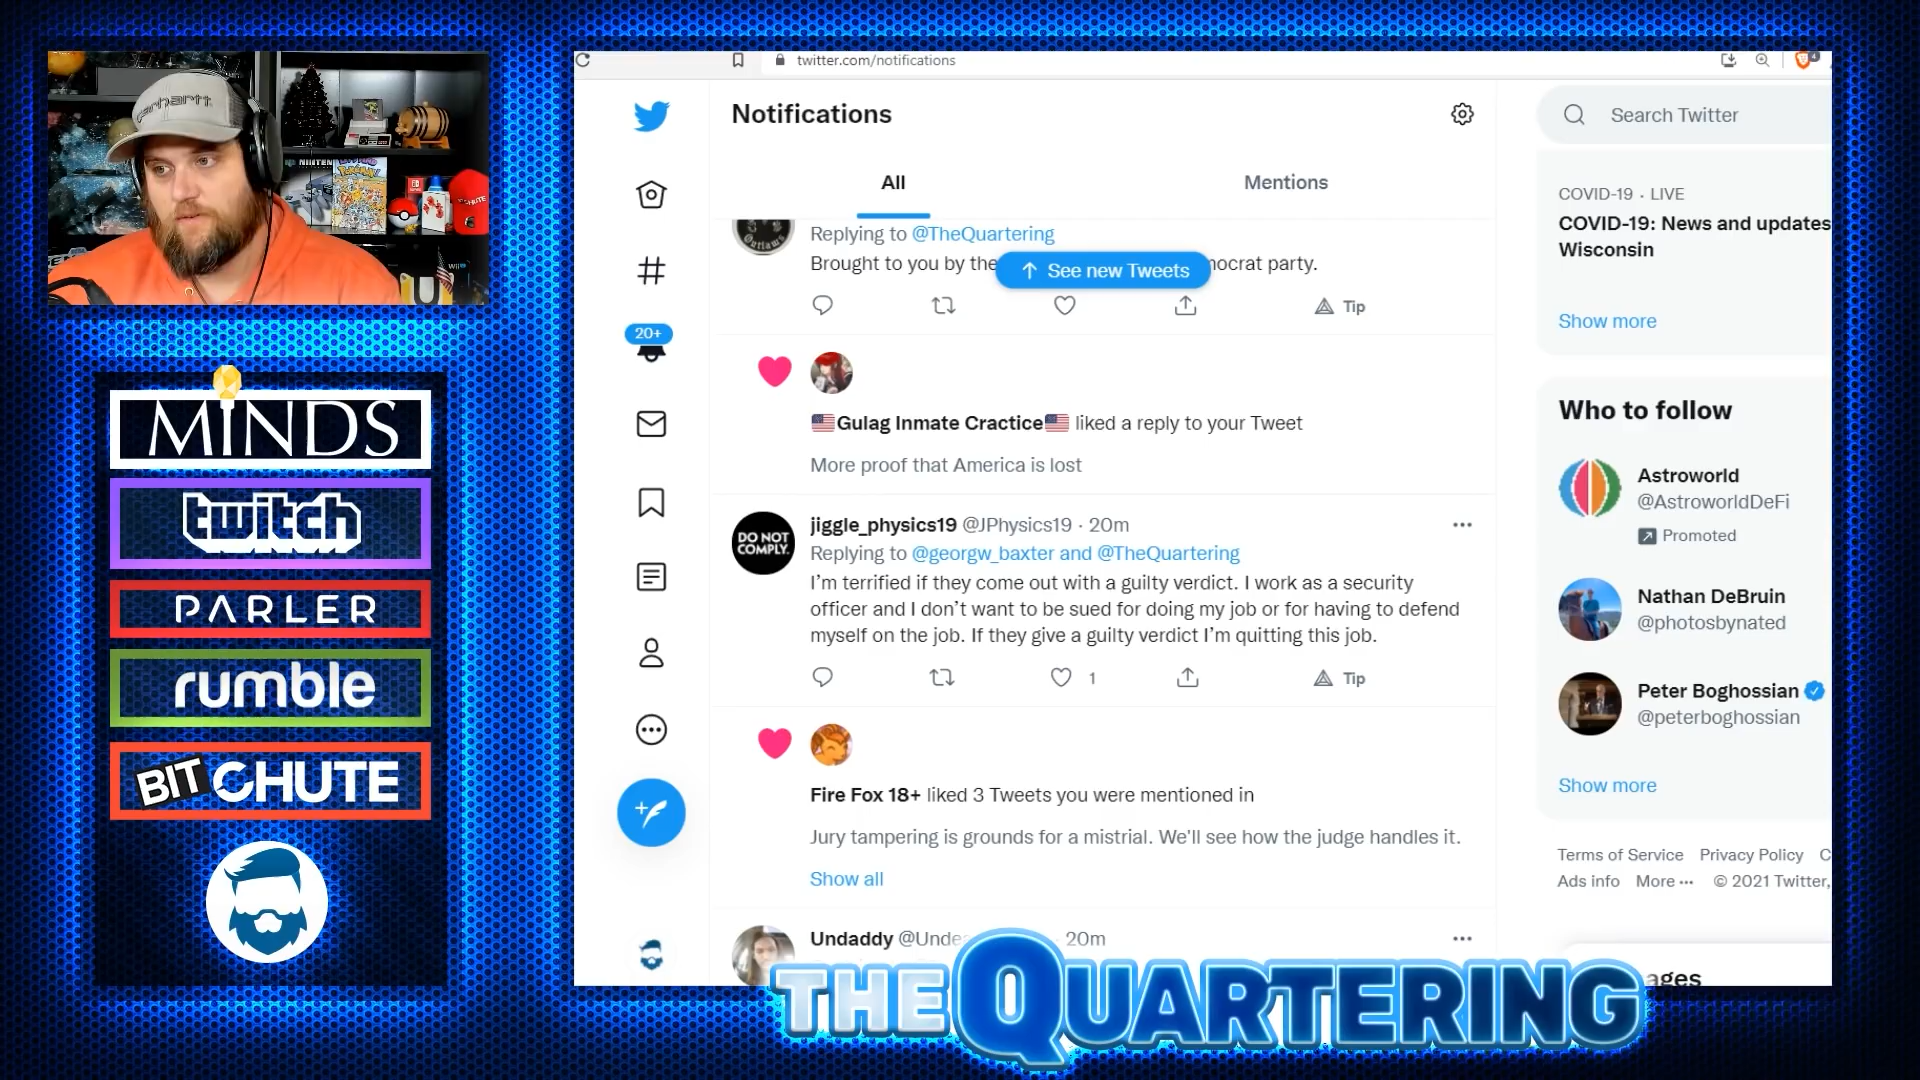 twitter.com/notifications
4
carhartt
NINTENDO
Notifications
Search Twitter
All
Mentions
COVID-19 · LIVE
COVID-19: News and updates
Wisconsin
Show more
Outlaws
Replying to @TheQuartering
Brought to you by the
mocrat party.
See new Tweets
Tip
20+
Gulag Inmate Cractice liked a reply to your Tweet
More proof that America is lost
DO NOT
COMPLY.
jiggle_physics19 @JPhysics19 · 20m
Replying to @georgw_baxter and @TheQuartering
I'm terrified if they come out with a guilty verdict. I work as a security
officer and I don't want to be sued for doing my job or for having to defend
myself on the job. If they give a guilty verdict I'm quitting this job.
1
Tip
Fire Fox 18+ liked 3 Tweets you were mentioned in
Jury tampering is grounds for a mistrial. We'll see how the judge handles it.
Show all
Undaddy @Unde
· 20m
Who to follow
Astroworld
@AstroworldDeFi
Promoted
Nathan DeBruin
@photosbynated
Peter Boghossian
@peterboghossian
Show more
Terms of Service Privacy Policy C
Ads info More ··· © 2021 Twitter,
ages
MINDS
twitch
PARLER
rumble
BITCHUTE
THE QUARTERING